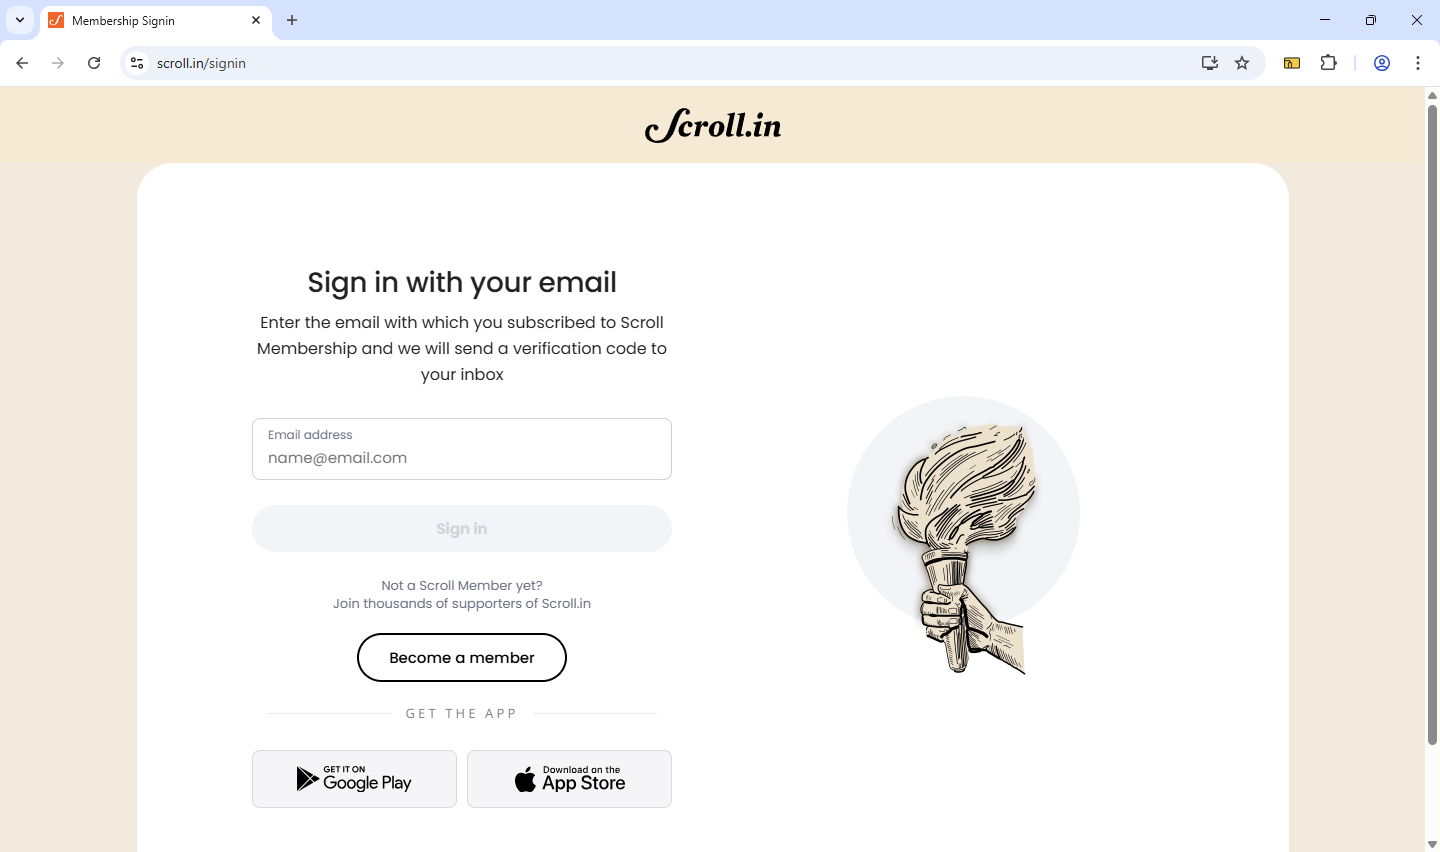 Membership Signin
scroll.in/signin
Scroll.in
Sign in with your email
Enter the email with which you subscribed to Scroll
Membership and we will send a verification code to
your inbox
Email address
name@email.com
Sign in
Not a Scroll Member yet?
Join thousands of supporters of Scroll.in
Become a member
GET THE APP
GET IT ON
Google Play
Download on the
App Store